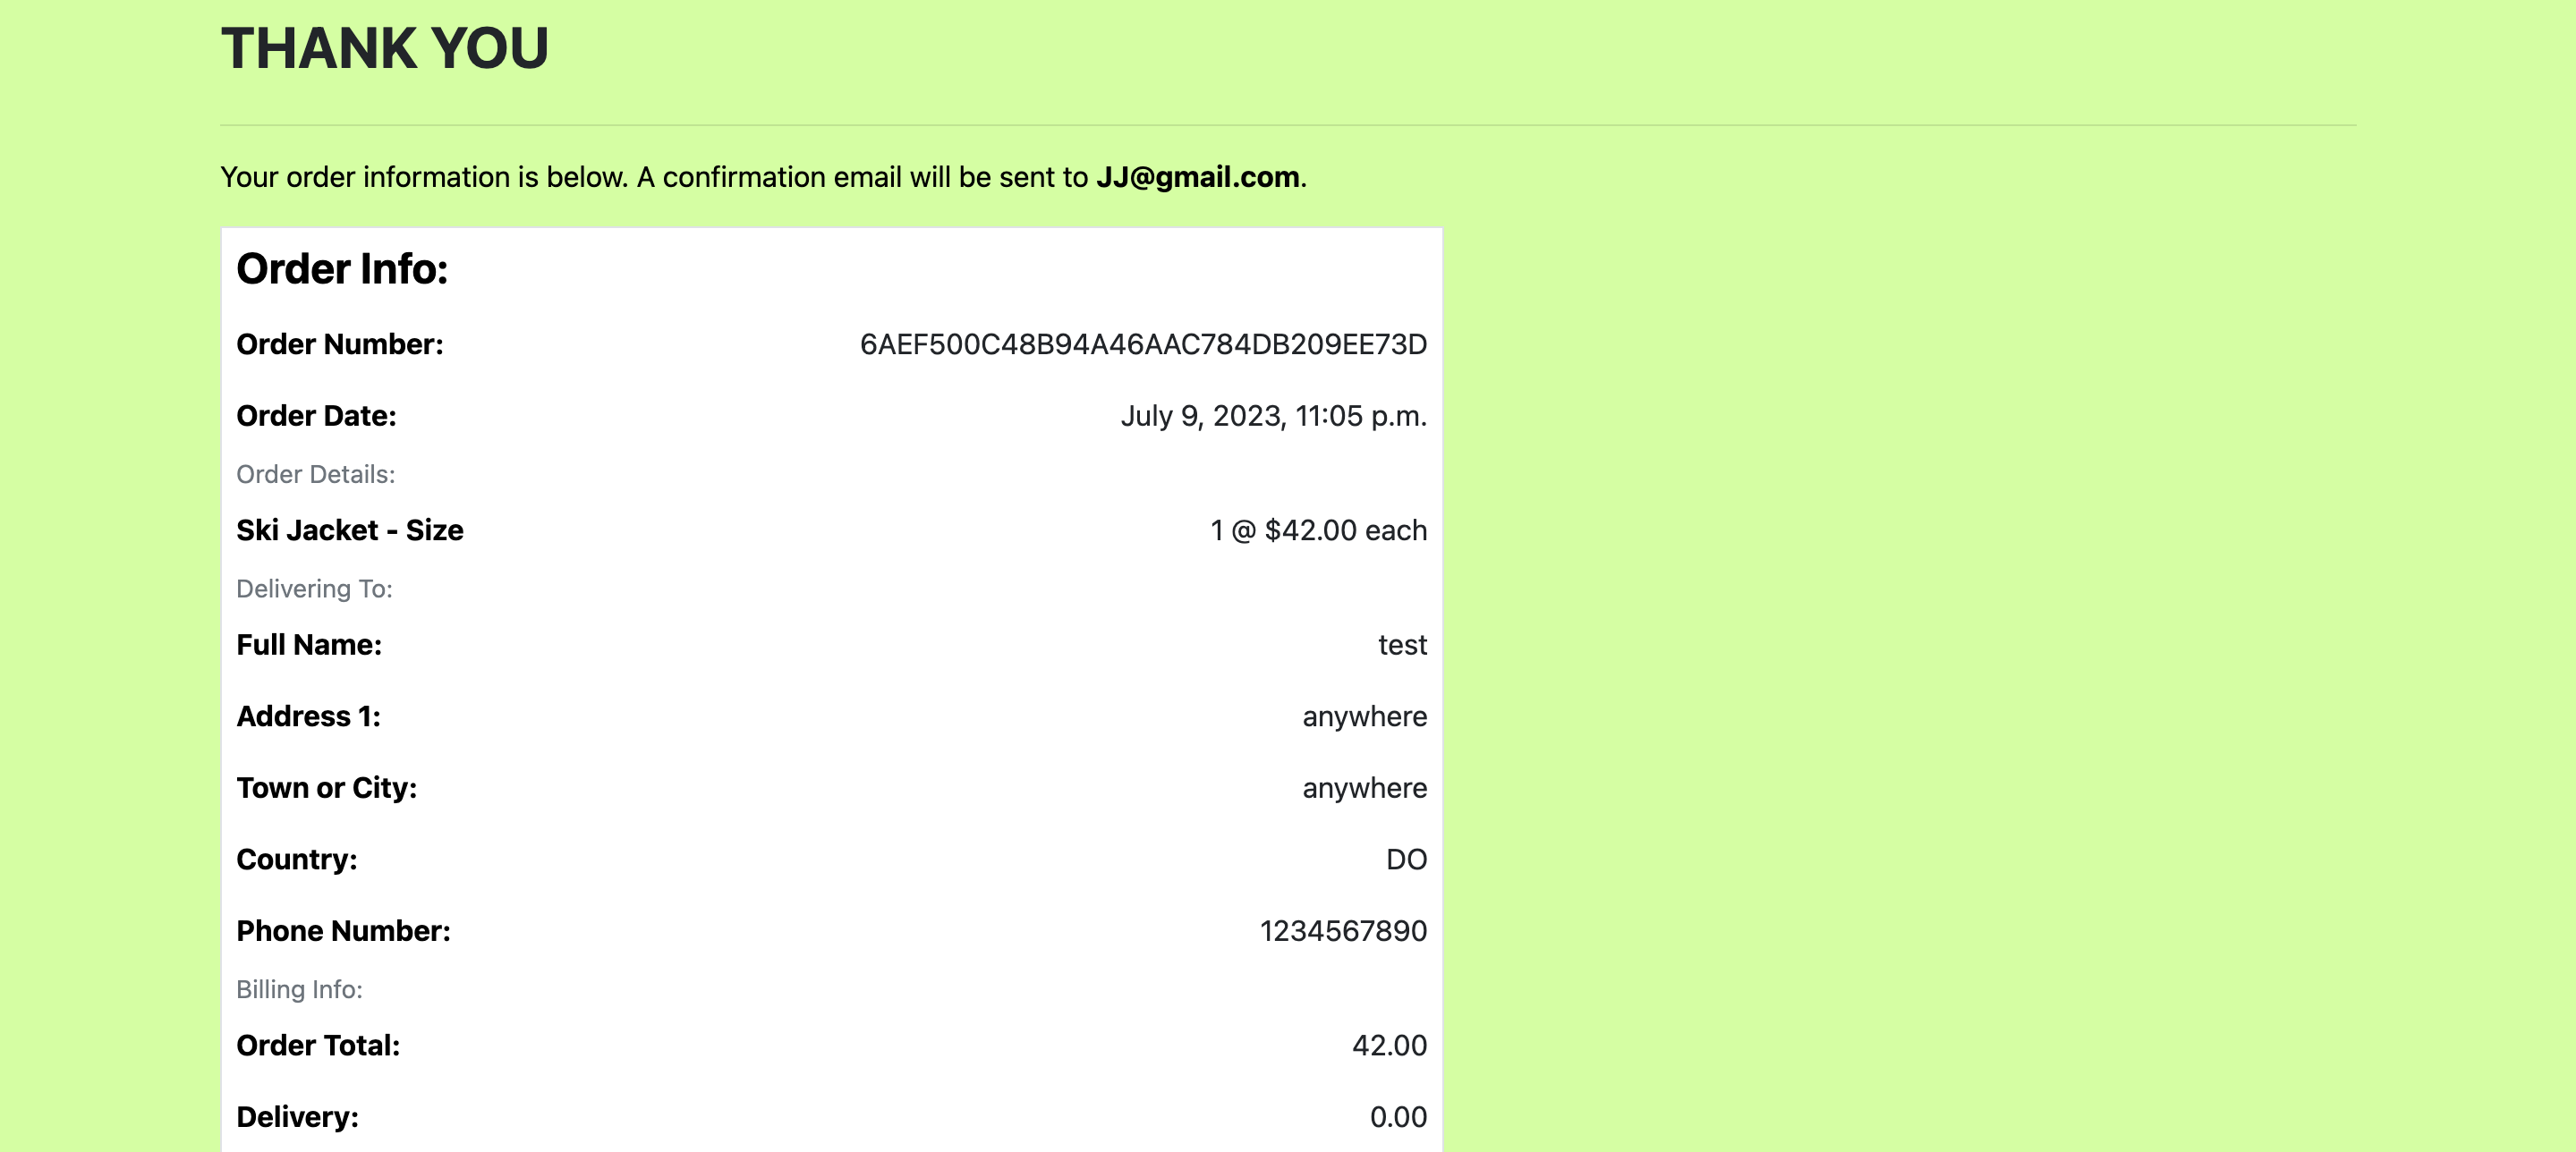 THANK YOU
Your order information is below. A confirmation email will be sent to JJ@gmail.com.
Order Info:
Order Number: 6AEF500C48B94A46AAC784DB209EE73D
Order Date: July 9, 2023, 11:05 p.m.
Order Details:
Ski Jacket - Size 1 @ $42.00 each
Delivering To:
Full Name: test
Address 1: anywhere
Town or City: anywhere
Country: DO
Phone Number: 1234567890
Billing Info:
Order Total: 42.00
Delivery: 0.00